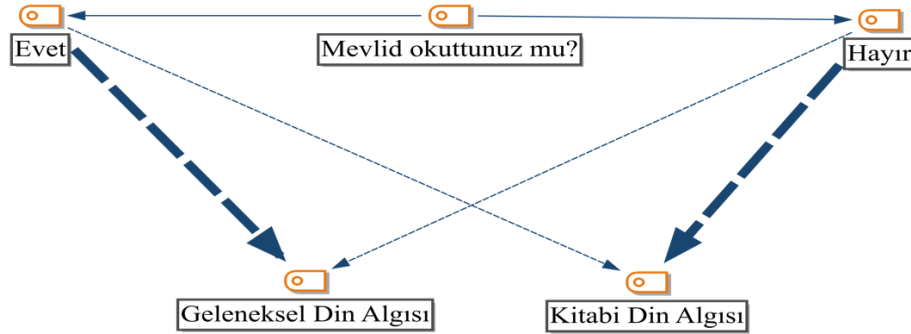 Evet
Mevlid okuttunuz mu?
Hayır
Geleneksel Din Algısı
Kitabi Din Algısı